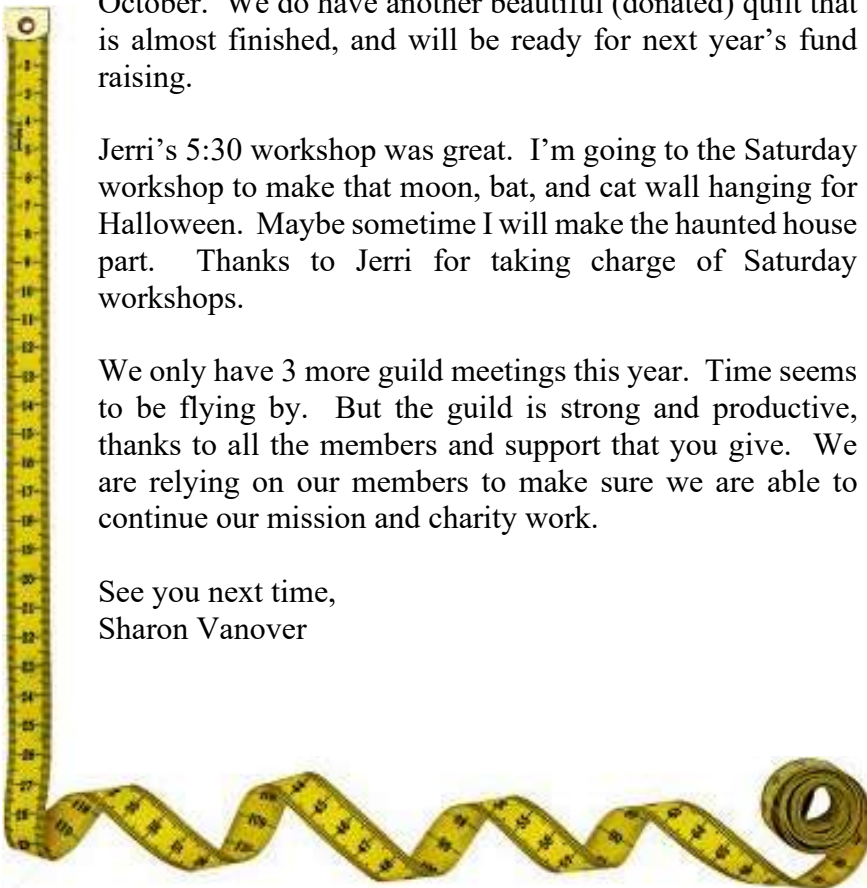 October. We do have another beautiful (donated) quilt that
is almost finished, and will be ready for next year’s fund
raising.
Jerri’s 5:30 workshop was great. I’m going to the Saturday
workshop to make that moon, bat, and cat wall hanging for
Halloween. Maybe sometime I will make the haunted house
part. Thanks to Jerri for taking charge of Saturday
workshops.
We only have 3 more guild meetings this year. Time seems
to be flying by. But the guild is strong and productive,
thanks to all the members and support that you give. We
are relying on our members to make sure we are able to
continue our mission and charity work.
See you next time,
Sharon Vanover